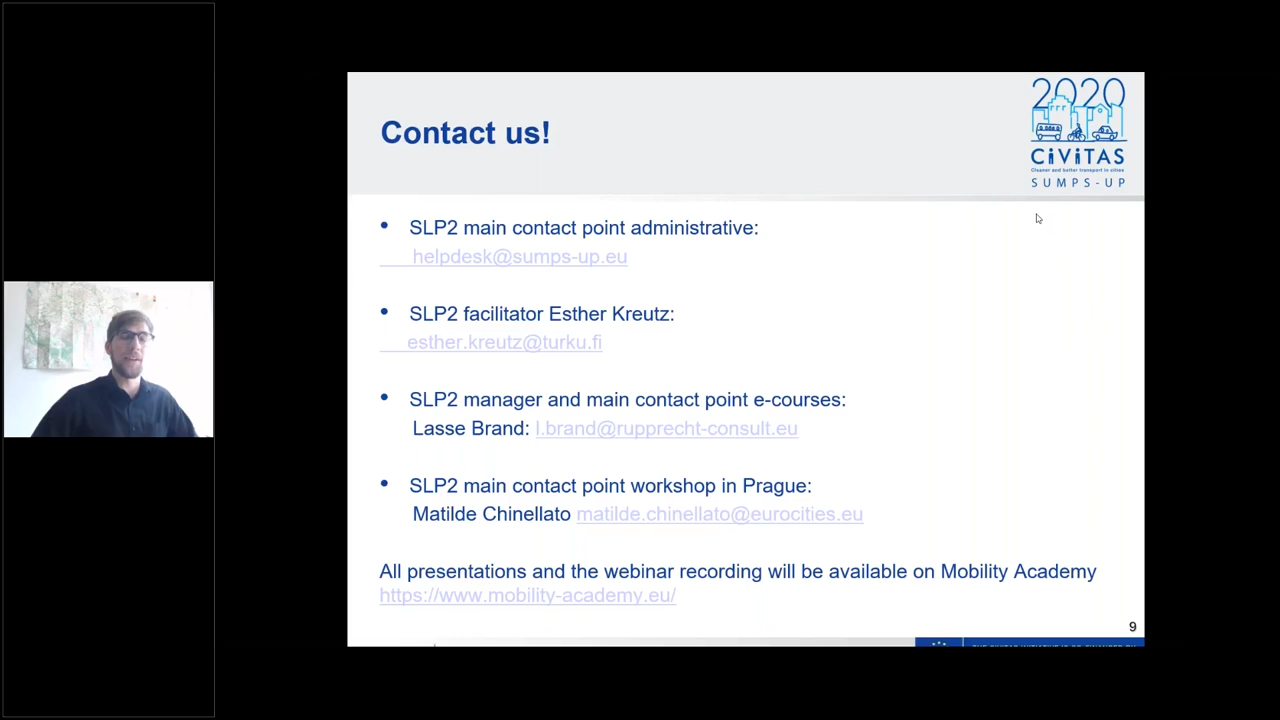 Contact us!
2020
CiViTAS
Cleaner and better transport in cities
SUMPS-UP
• SLP2 main contact point administrative:
helpdesk@sumps-up.eu
• SLP2 facilitator Esther Kreutz:
esther.kreutz@turku.fi
• SLP2 manager and main contact point e-courses:
Lasse Brand: l.brand@rupprecht-consult.eu
• SLP2 main contact point workshop in Prague:
Matilde Chinellato matilde.chinellato@eurocities.eu
All presentations and the webinar recording will be available on Mobility Academy
https://www.mobility-academy.eu/
9